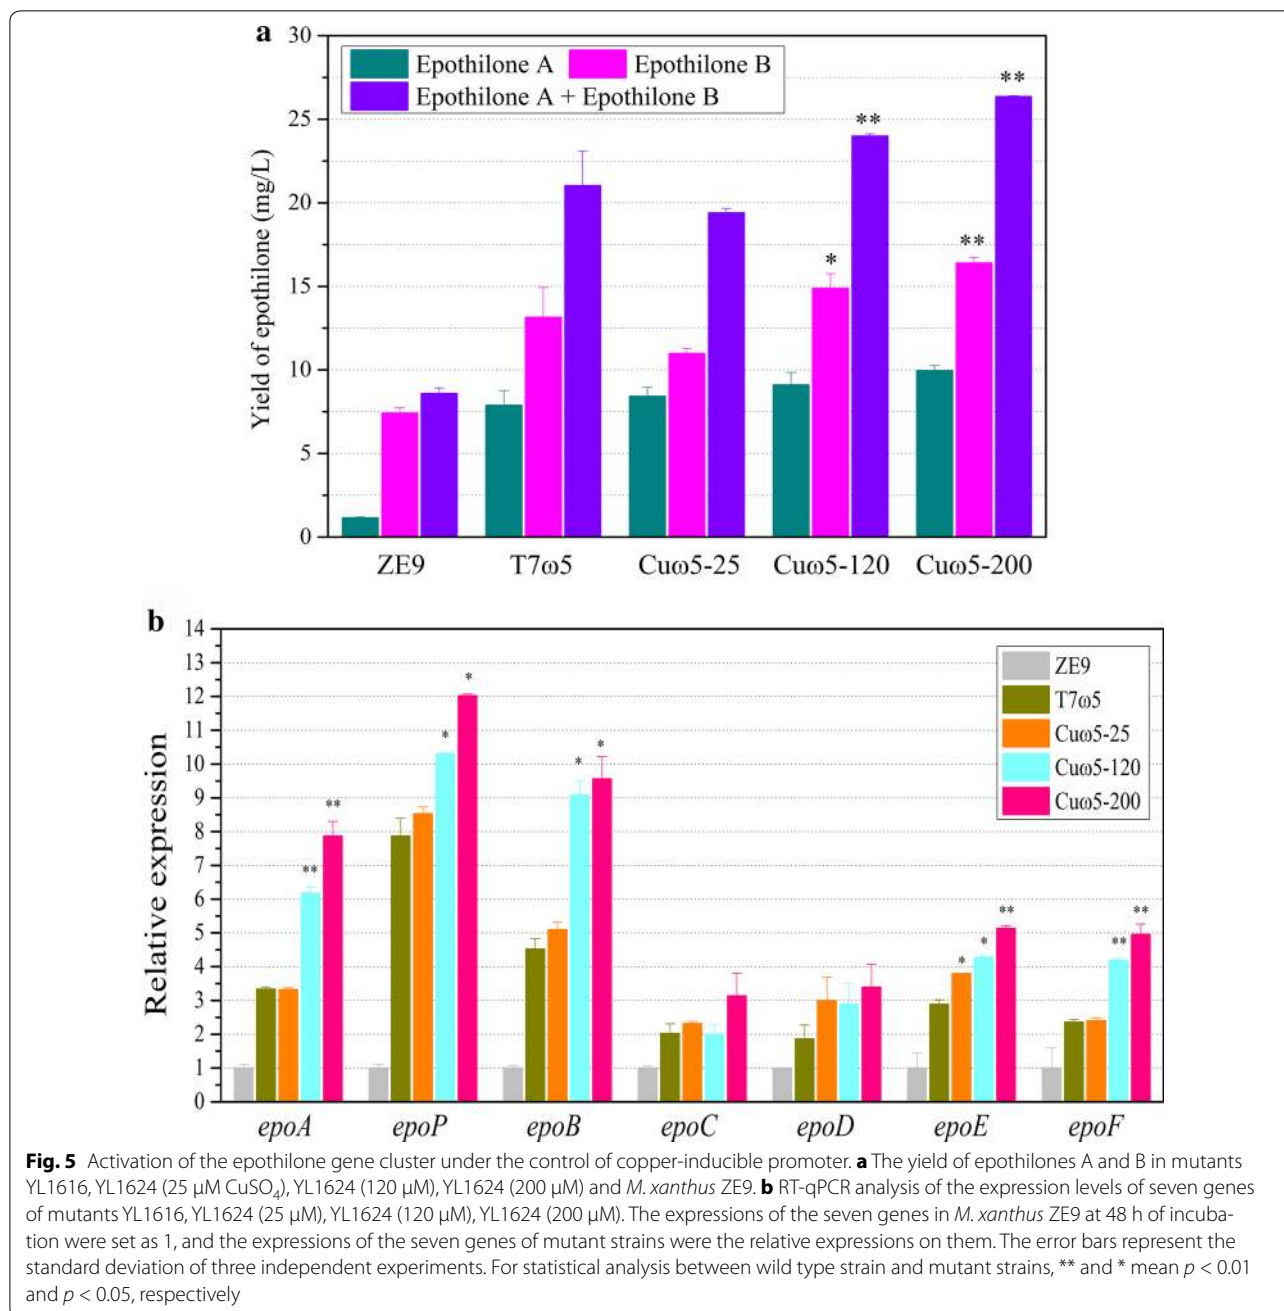 a
30
25
20
15
10
5
0
Yield of epothilone (mg/L)
Epothilone A Epothilone B
Epothilone A + Epothilone B
** 
**
*
**
ZE9 T7ω5 Cuω5-25 Cuω5-120 Cuω5-200
b
14
13
12
11
10
9
8
7
6
5
4
3
2
1
0
Relative expression
ZE9
T7ω5
Cuω5-25
Cuω5-120
Cuω5-200
** ** * * * * * * ** ** **
epoA epoP epoB epoC epoD epoE epoF
Fig. 5 Activation of the epothilone gene cluster under the control of copper-inducible promoter. a The yield of epothilones A and B in mutants
YL1616, YL1624 (25 μM CuSO₄), YL1624 (120 μM), YL1624 (200 μM) and M. xanthus ZE9. b RT-qPCR analysis of the expression levels of seven genes
of mutants YL1616, YL1624 (25 μM), YL1624 (120 μM), YL1624 (200 μM). The expressions of the seven genes in M. xanthus ZE9 at 48 h of incuba-
tion were set as 1, and the expressions of the seven genes of mutant strains were the relative expressions on them. The error bars represent the
standard deviation of three independent experiments. For statistical analysis between wild type strain and mutant strains, ** and * mean p < 0.01
and p < 0.05, respectively